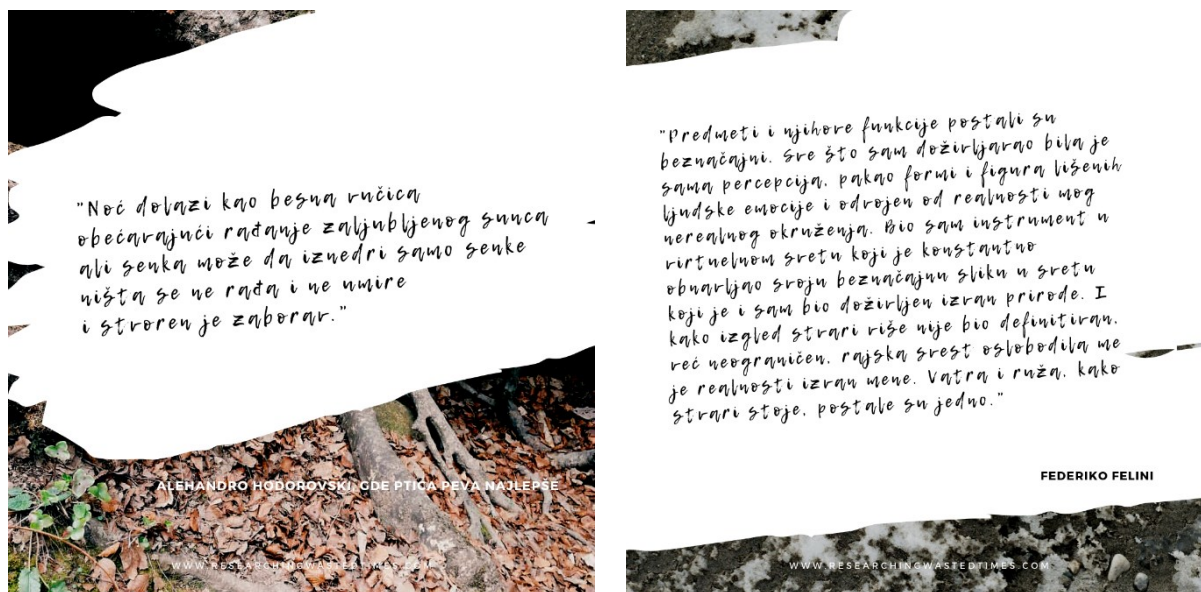 "Noć dolazi kao besna vučica
obećavajući rađanje zaljubljenog sunca
ali senka može da iznedri samo senke
ništa se ne rađa i ne umire
i stvoren je zaborav."
ALEHANDRO HODOROVSKI, GDE PTICA PEVA NAJLEPŠE
WWW.RESEARCHINGWASTEDTIMES.COM
"Predmeti i njihove funkcije postali su
beznačajni. Sve što sam doživljavao bila je
sama percepcija, pakao formi i figura lišenih
ljudske emocije i odvojen od realnosti mog
nerealnog okruženja. Bio sam instrument u
virtuelnom svetu koji je konstantno
obnavljao svoju beznačajnu sliku u svetu
koji je i sam bio doživljen izvan prirode. I
kako izgled stvari više nije bio definitivan,
već neograničen, rajska svest oslobodila me
je realnosti izvan mene. Vatra i ruža, kako
stvari stoje, postale su jedno."
FEDERIKO FELINI
WWW.RESEARCHINGWASTEDTIMES.COM